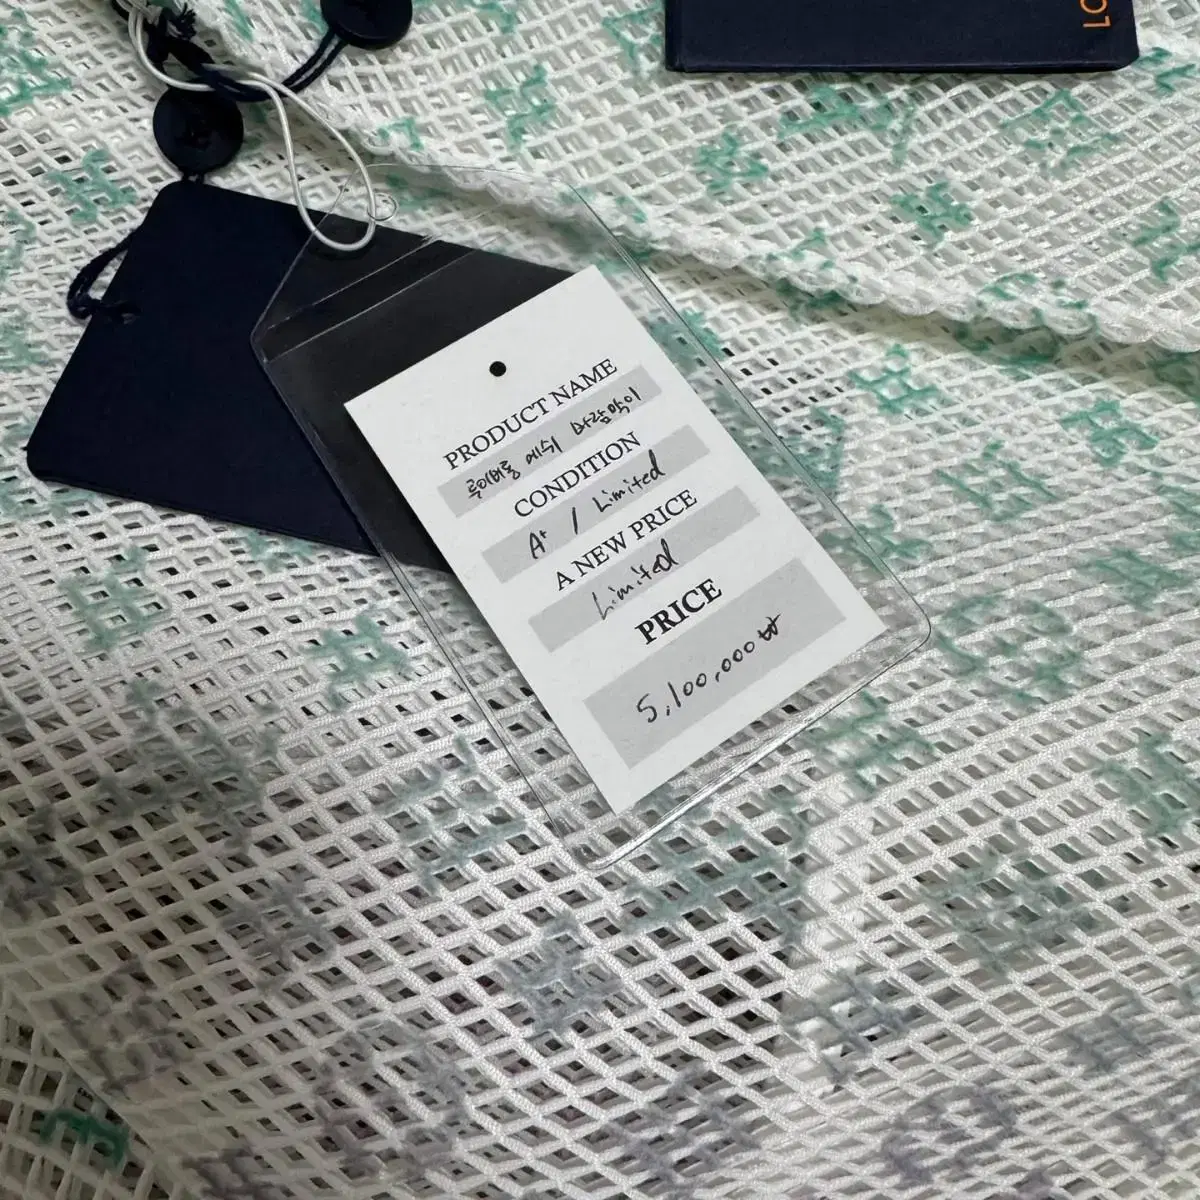 LO
PRODUCT NAME
루이비통 메쉬 바람막이
CONDITION
A+ / Limited
A NEW PRICE
Limited
PRICE
5,100,000₩